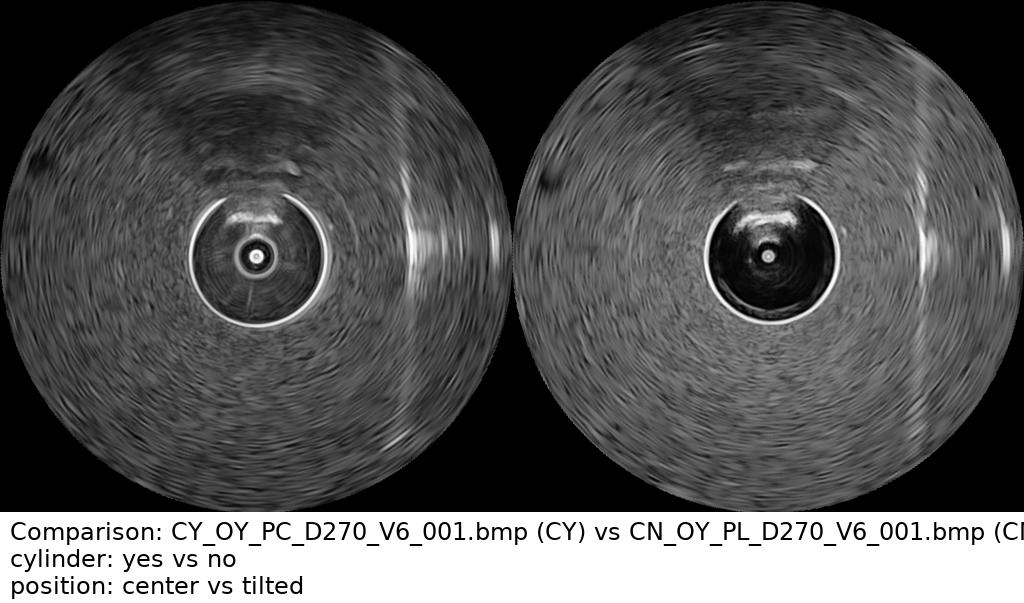 Comparison: CY_OY_PC_D270_V6_001.bmp (CY) vs CN_OY_PL_D270_V6_001.bmp
cylinder: yes vs no
position: center vs tilted